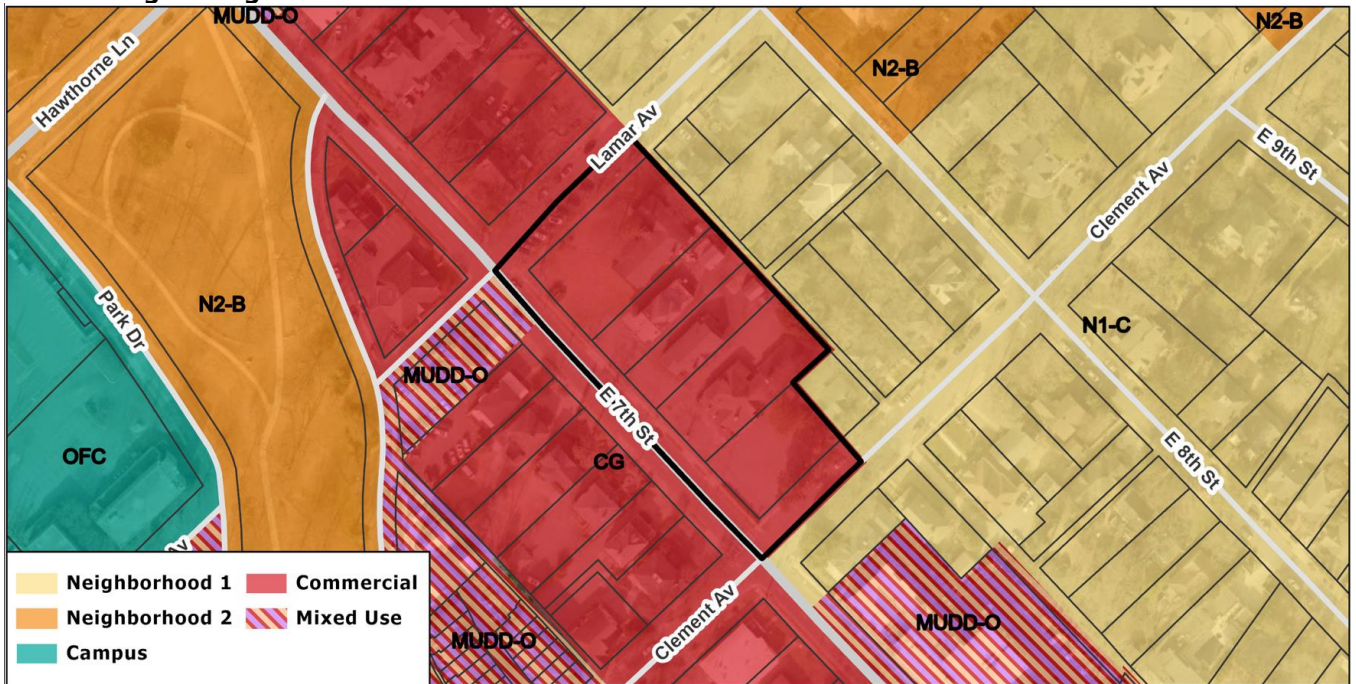 MUDD-O
N2-B
Hawthorne Ln
N2-B
Lamar Av
E 9th St
Clement Av
Park Dr
N2-B
N1-C
MUDD-O
E 7th St
OFC
CG
E 8th St
Av
Clement Av
MUDD-O
MUDD-O
Neighborhood 1
Commercial
Neighborhood 2
Mixed Use
Campus